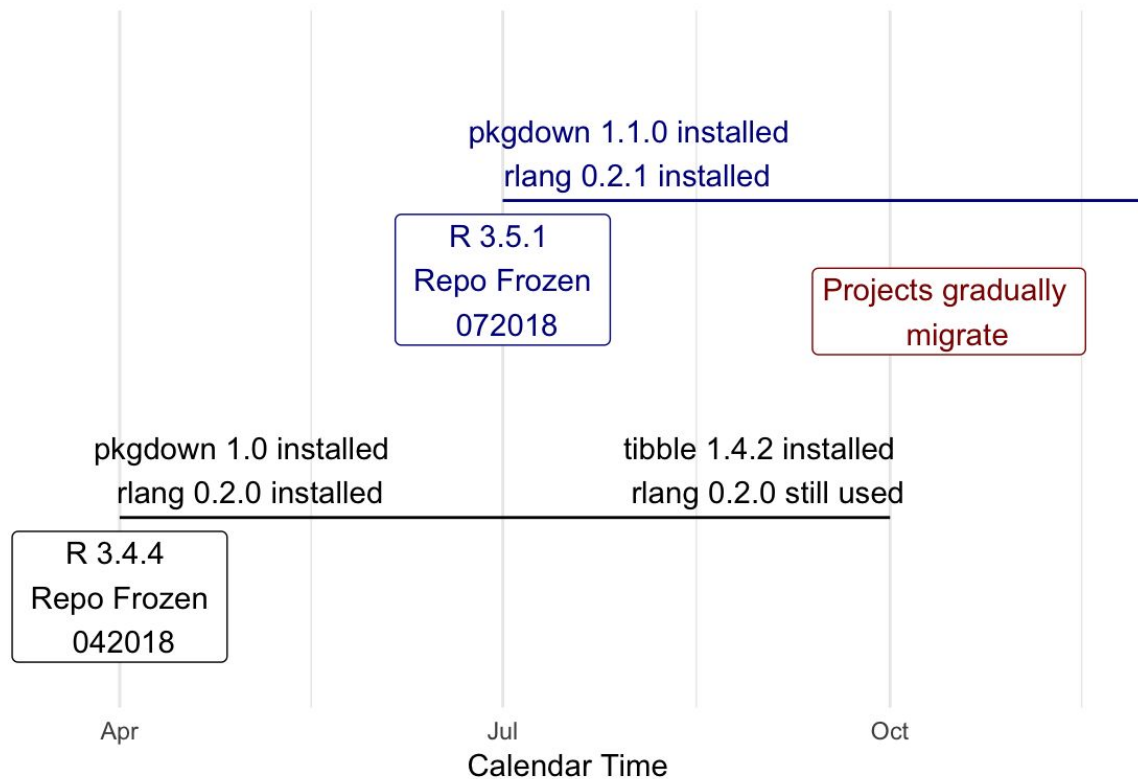 pkgdown 1.1.0 installed
rlang 0.2.1 installed
R 3.5.1
Repo Frozen
072018
Projects gradually
migrate
pkgdown 1.0 installed
rlang 0.2.0 installed
tibble 1.4.2 installed
rlang 0.2.0 still used
R 3.4.4
Repo Frozen
042018
Apr
Jul
Oct
Calendar Time